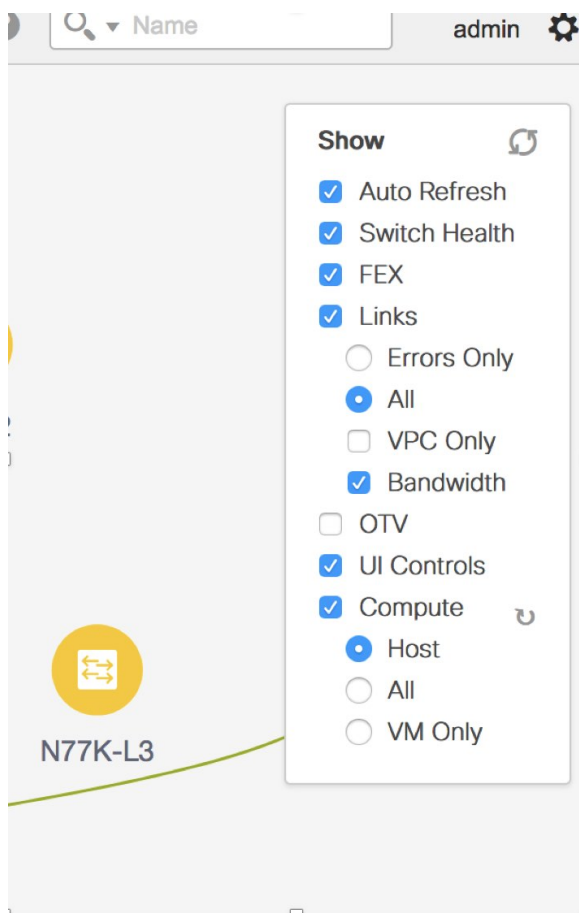 Name
admin
Show
Auto Refresh
Switch Health
FEX
Links
Errors Only
All
VPC Only
Bandwidth
OTV
UI Controls
Compute
Host
All
VM Only
N77K-L3